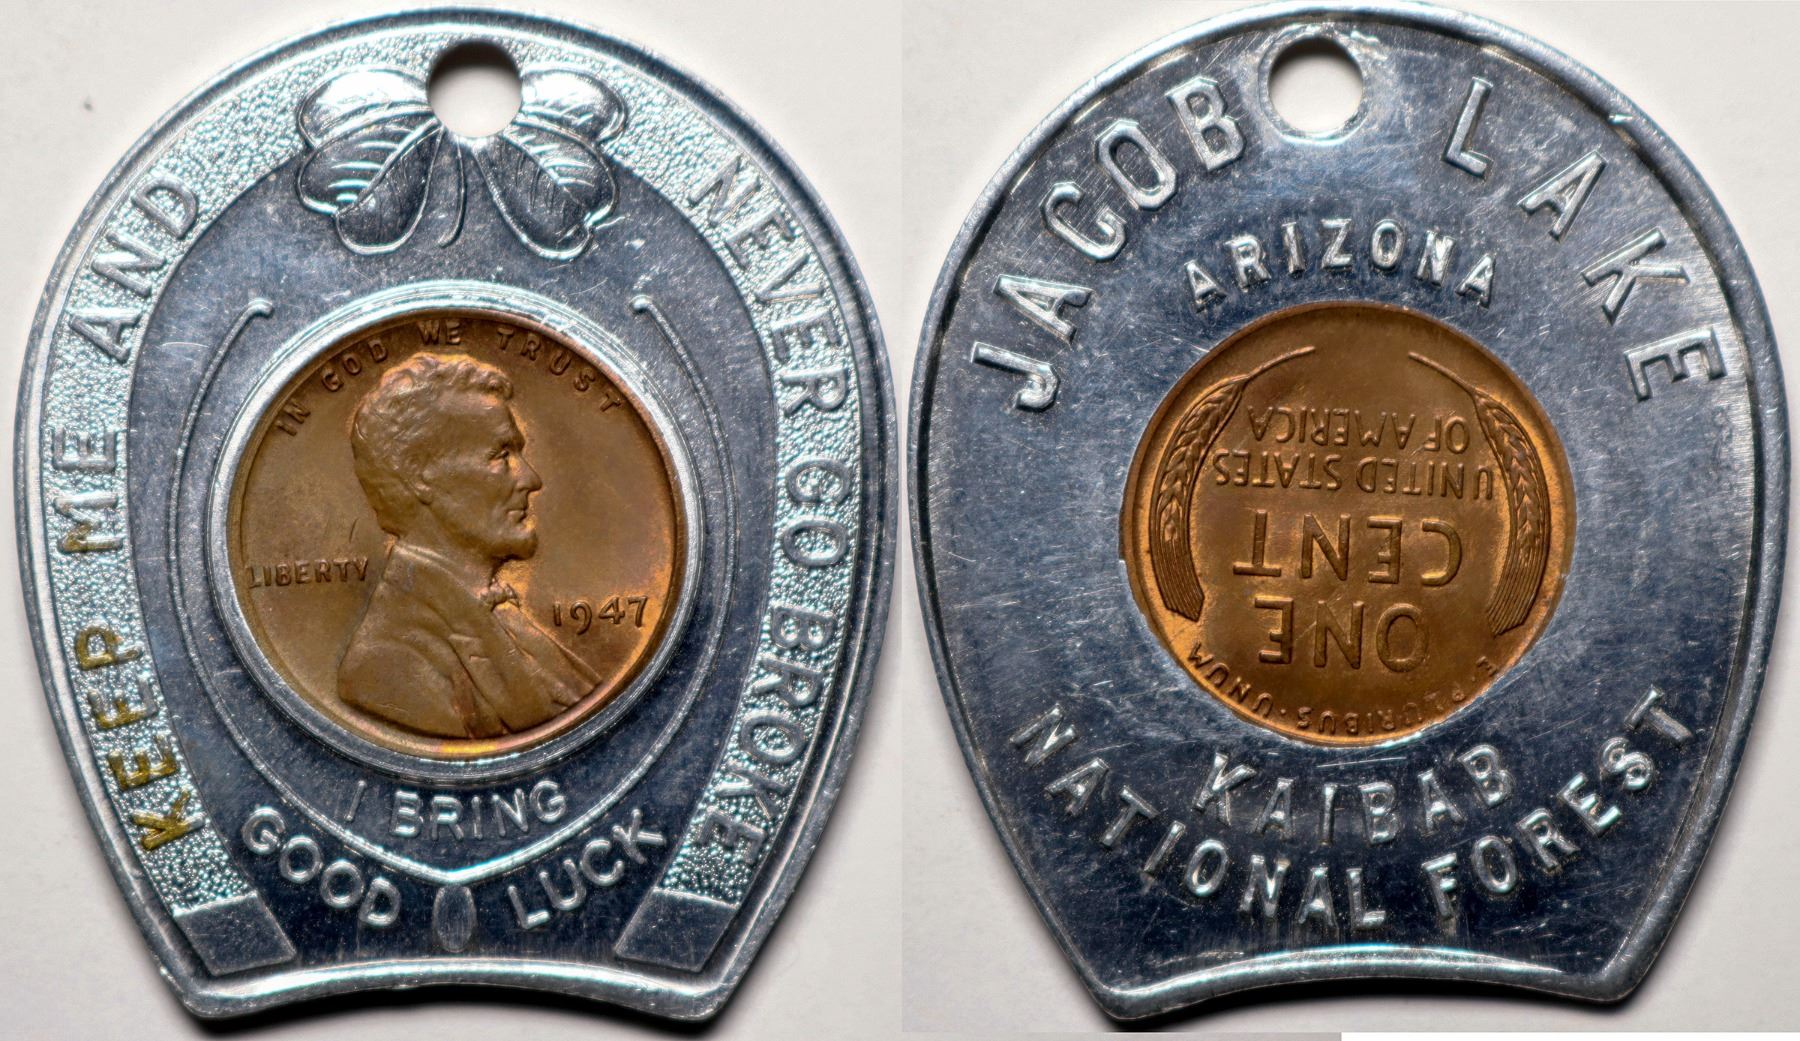 KEEP ME AND NEVER GO BROKE
IN GOD WE TRUST
LIBERTY
1947
I BRING
GOOD LUCK
JACOB LAKE
ARIZONA
E·PLURIBUS·UNUM
ONE
CENT
UNITED STATES
OF AMERICA
KAIBAB
NATIONAL FOREST